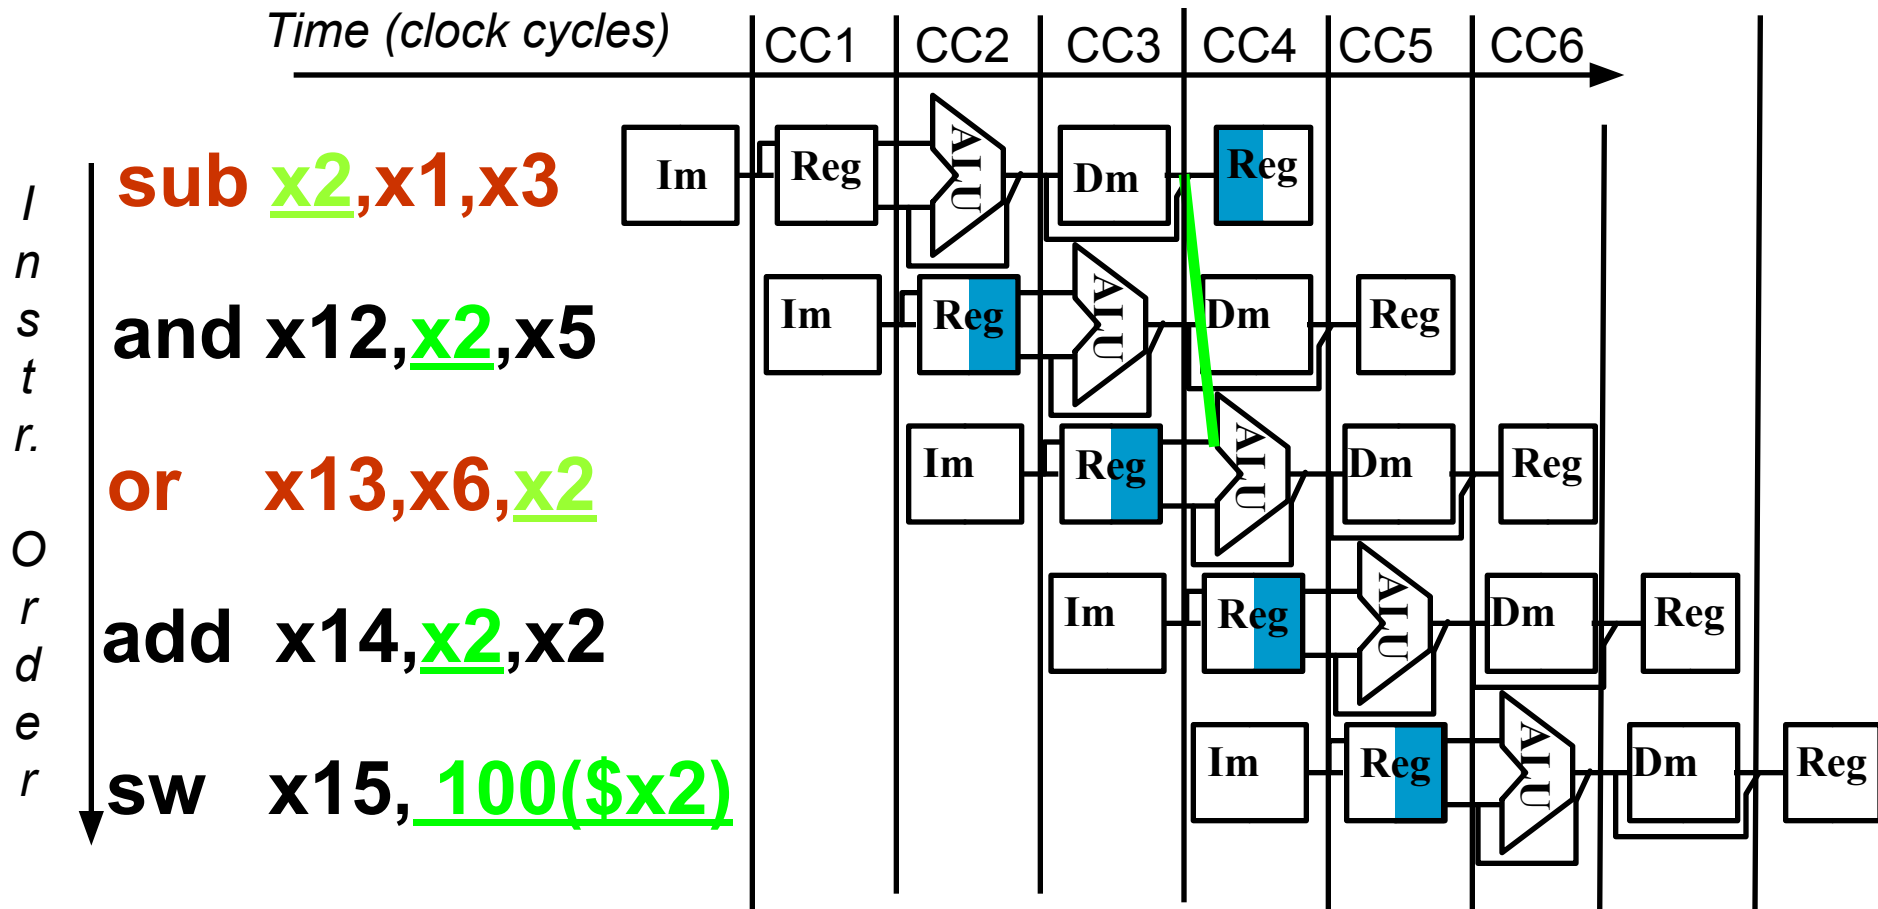 Time (clock cycles) CC1 CC2 CC3 CC4 CC5 CC6
Instr. Order
sub x2,x1,x3 Im Reg ALU Dm Reg
and x12,x2,x5 Im Reg ALU Dm Reg
or x13,x6,x2 Im Reg ALU Dm Reg
add x14,x2,x2 Im Reg ALU Dm Reg
sw x15, 100($x2) Im Reg ALU Dm Reg